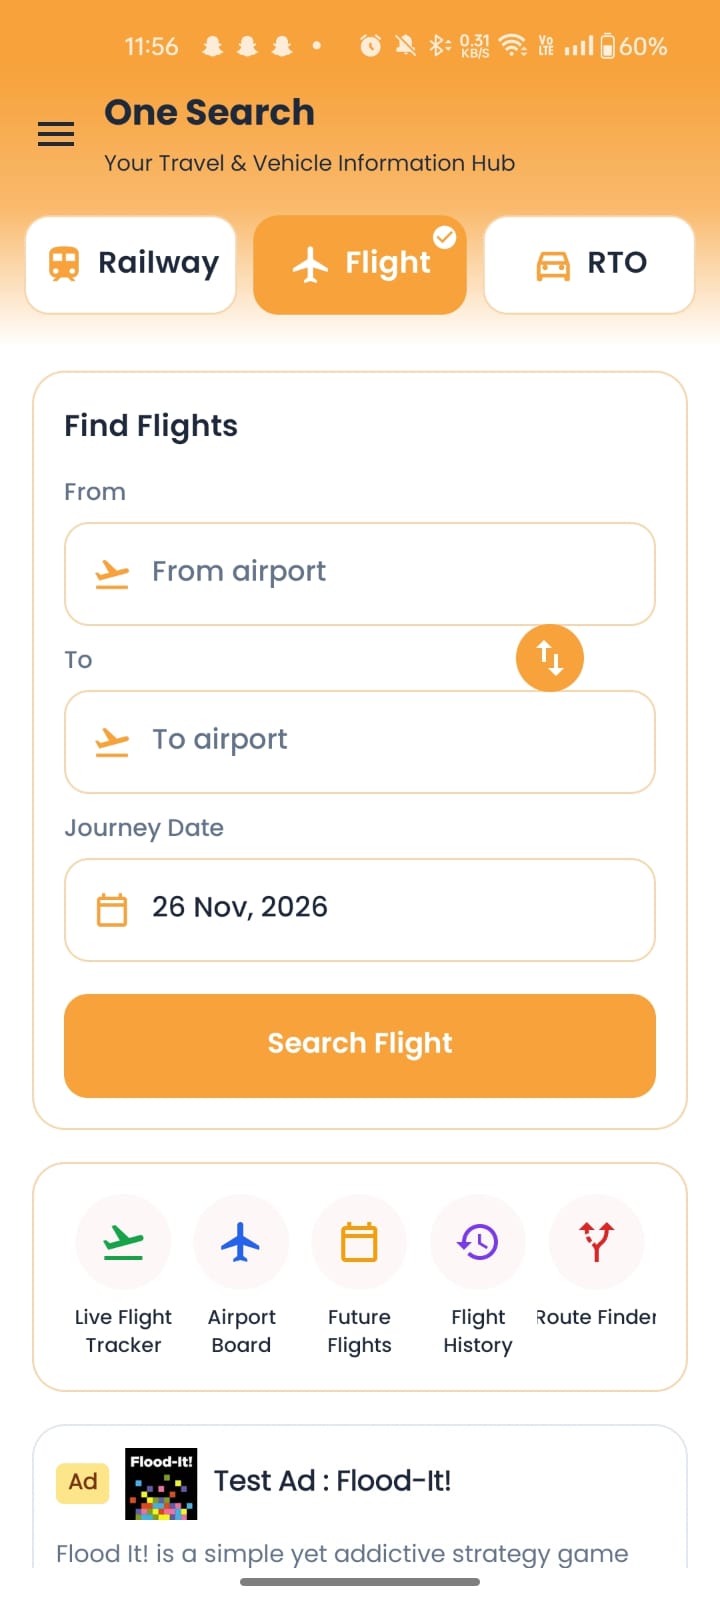 11:56
0.31 KB/S
Vo LTE
60%
One Search
Your Travel & Vehicle Information Hub
Railway
Flight
RTO
Find Flights
From
From airport
To
To airport
Journey Date
26 Nov, 2026
Search Flight
Live Flight Tracker
Airport Board
Future Flights
Flight History
Route Finder
Ad
Flood-It!
Test Ad : Flood-It!
Flood It! is a simple yet addictive strategy game